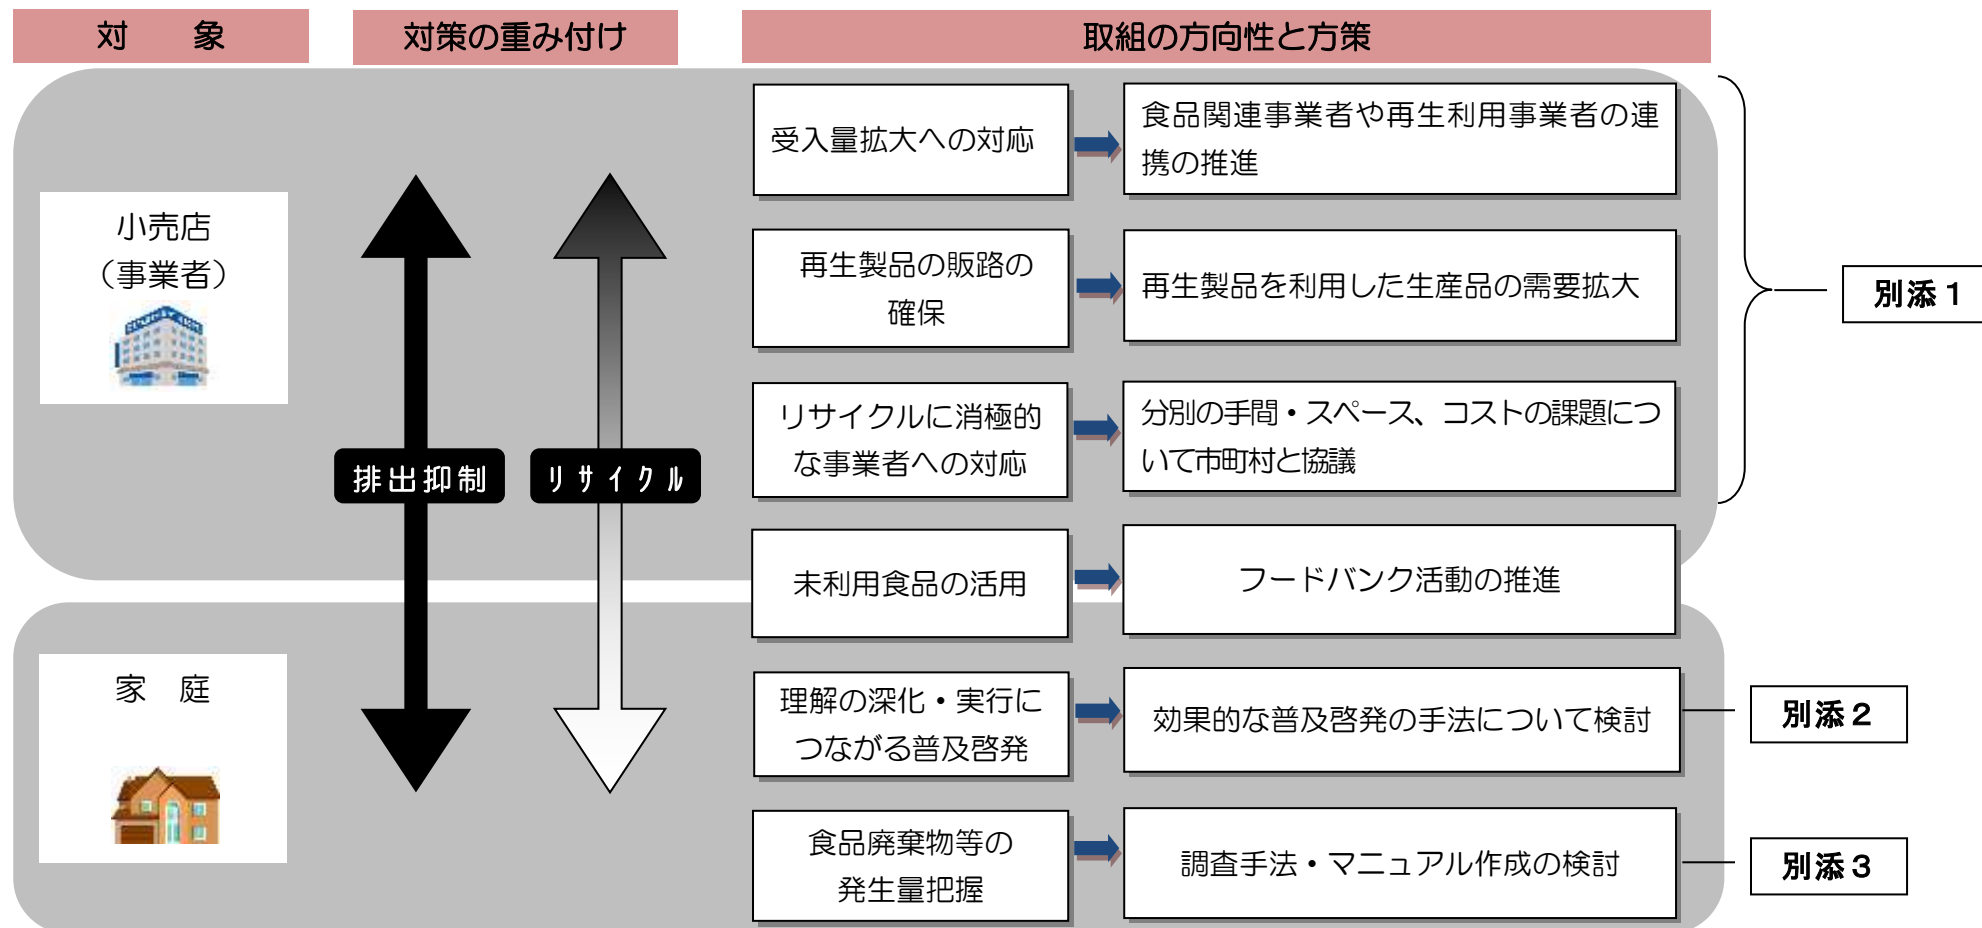 対　象
対策の重み付け
取組の方向性と方策
小売店
（事業者）
排出抑制
リサイクル
受入量拡大への対応
食品関連事業者や再生利用事業者の連
携の推進
再生製品の販路の
確保
再生製品を利用した生産品の需要拡大
リサイクルに消極的
な事業者への対応
分別の手間・スペース、コストの課題につ
いて市町村と協議
別添１
未利用食品の活用
フードバンク活動の推進
家　庭
理解の深化・実行に
つながる普及啓発
効果的な普及啓発の手法について検討
別添２
食品廃棄物等の
発生量把握
調査手法・マニュアル作成の検討
別添３